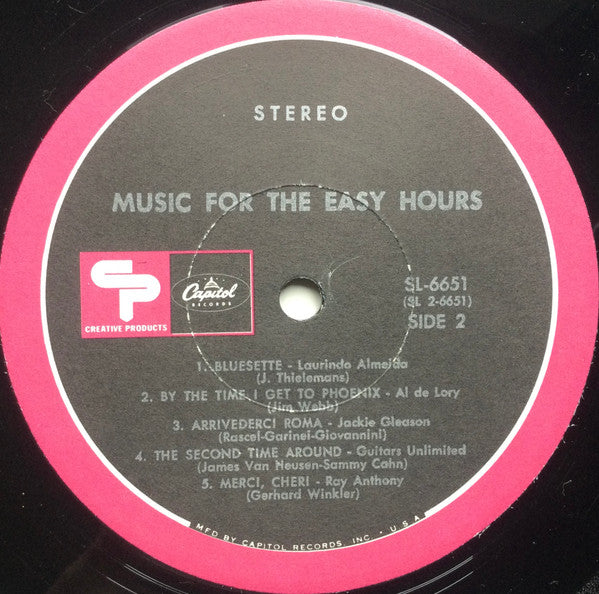 STEREO
MUSIC FOR THE EASY HOURS
CP
CREATIVE PRODUCTS
Capitol
RECORDS
SL-6651
(SL 2-6651)
SIDE 2
1. BLUESETTE - Laurindo Almeida
(J. Thielemans)
2. BY THE TIME I GET TO PHOENIX - Al de Lory
(Jim Webb)
3. ARRIVEDERCI ROMA - Jackie Gleason
(Rascel-Garinei-Giovannini)
4. THE SECOND TIME AROUND - Guitars Unlimited
(James Van Heusen-Sammy Cahn)
5. MERCI, CHERI - Ray Anthony
(Gerhard Winkler)
MFD BY CAPITOL RECORDS INC. • U.S.A.